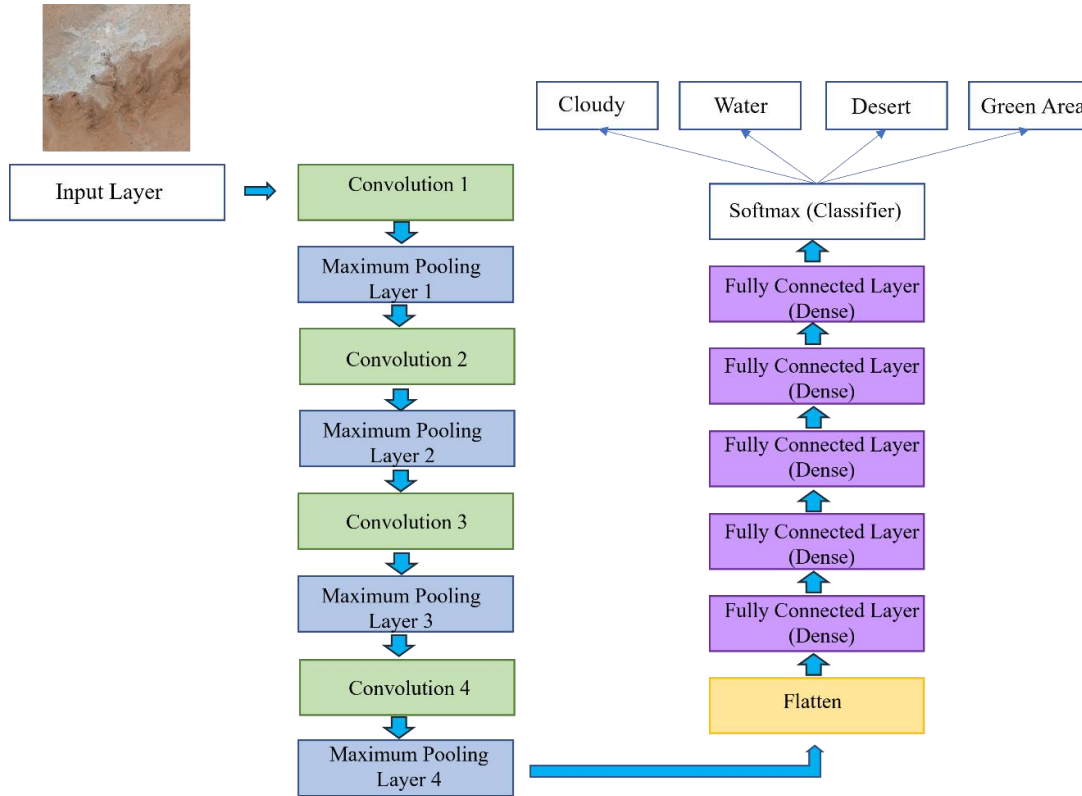 Input Layer
Convolution 1
Maximum Pooling
Layer 1
Convolution 2
Maximum Pooling
Layer 2
Convolution 3
Maximum Pooling
Layer 3
Convolution 4
Maximum Pooling
Layer 4
Flatten
Fully Connected Layer
(Dense)
Fully Connected Layer
(Dense)
Fully Connected Layer
(Dense)
Fully Connected Layer
(Dense)
Fully Connected Layer
(Dense)
Softmax (Classifier)
Cloudy
Water
Desert
Green Area